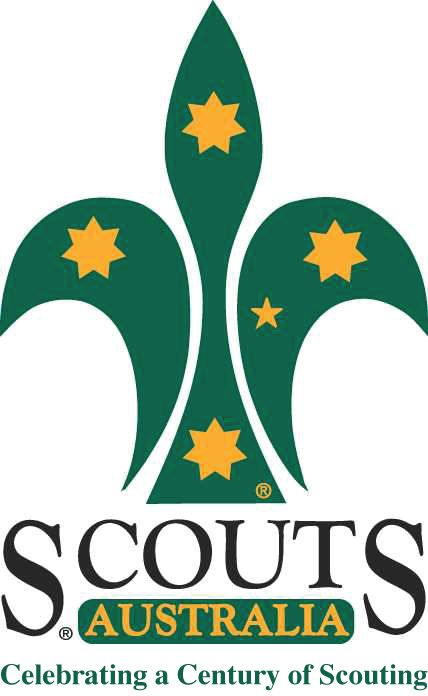 ®
SCOUTS
® AUSTRALIA
Celebrating a Century of Scouting